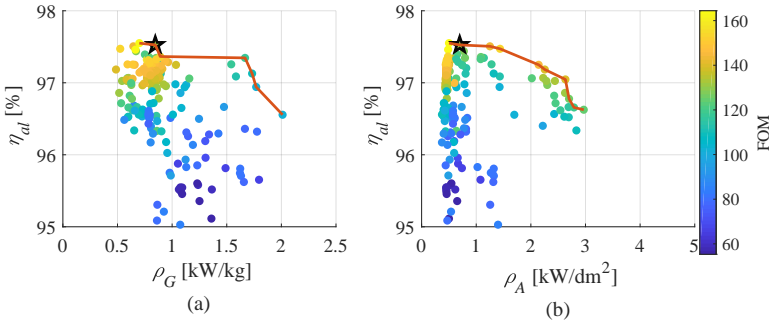 98
97
96
95
η_al [%]
0 0.5 1 1.5 2 2.5
ρ_G [kW/kg]
(a)
98
97
96
95
η_al [%]
0 1 2 3 4 5
ρ_A [kW/dm²]
(b)
160
140
120
100
80
60
FOM